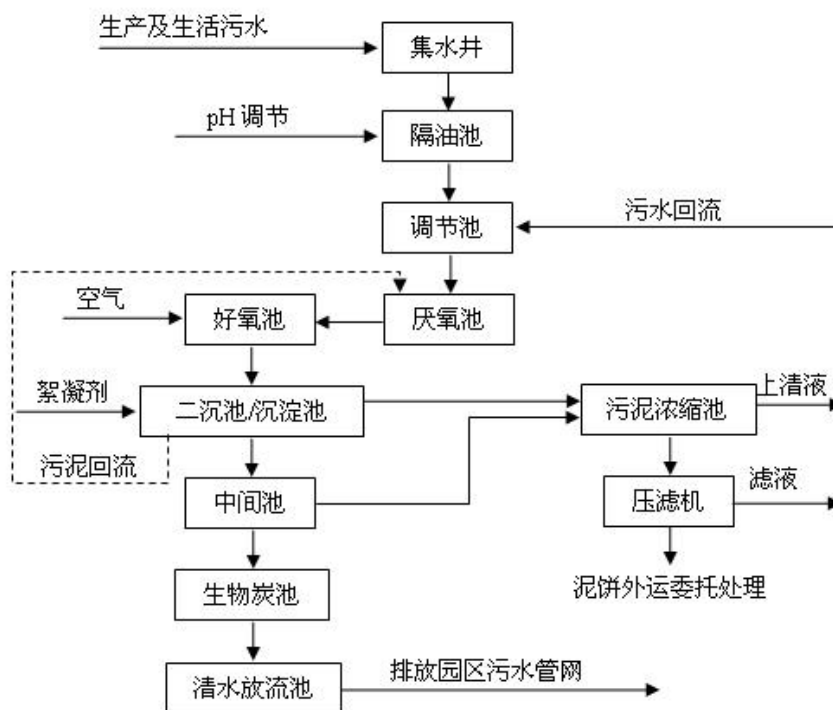 生产及生活污水
集水井
pH 调节
隔油池
调节池
污水回流
空气
好氧池
厌氧池
絮凝剂
二沉池/沉淀池
污泥浓缩池
上清液
污泥回流
中间池
压滤机
滤液
生物炭池
泥饼外运委托处理
清水放流池
排放园区污水管网